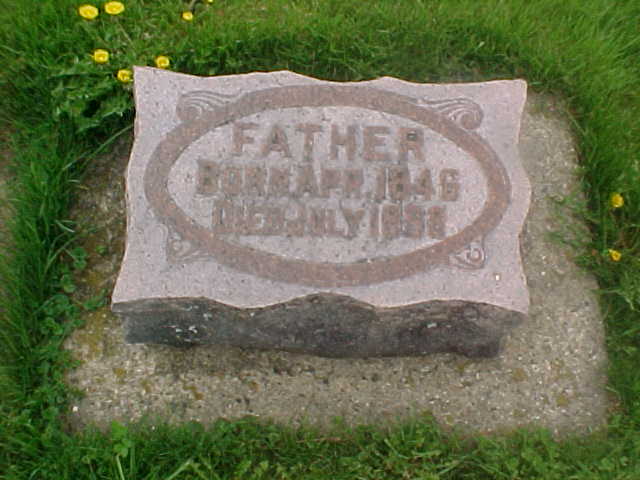 FATHER
BORN APR. 1846
DIED JULY